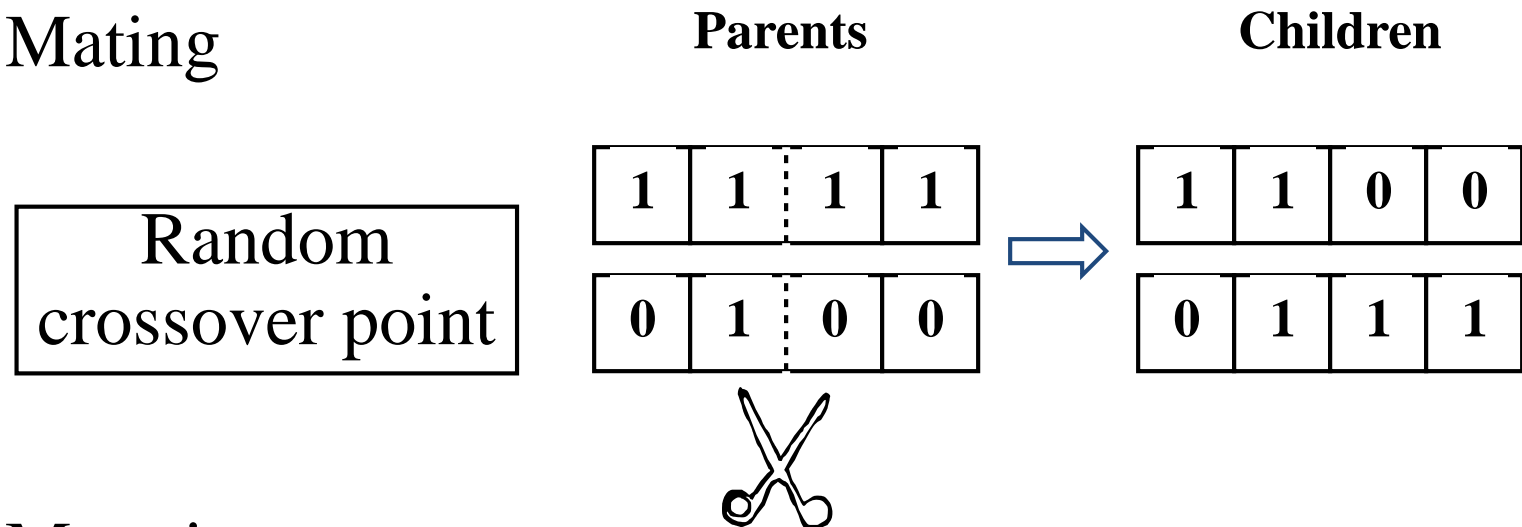 Mating
Parents
Children
Random
crossover point
1 1 1 1
0 1 0 0
1 1 0 0
0 1 1 1